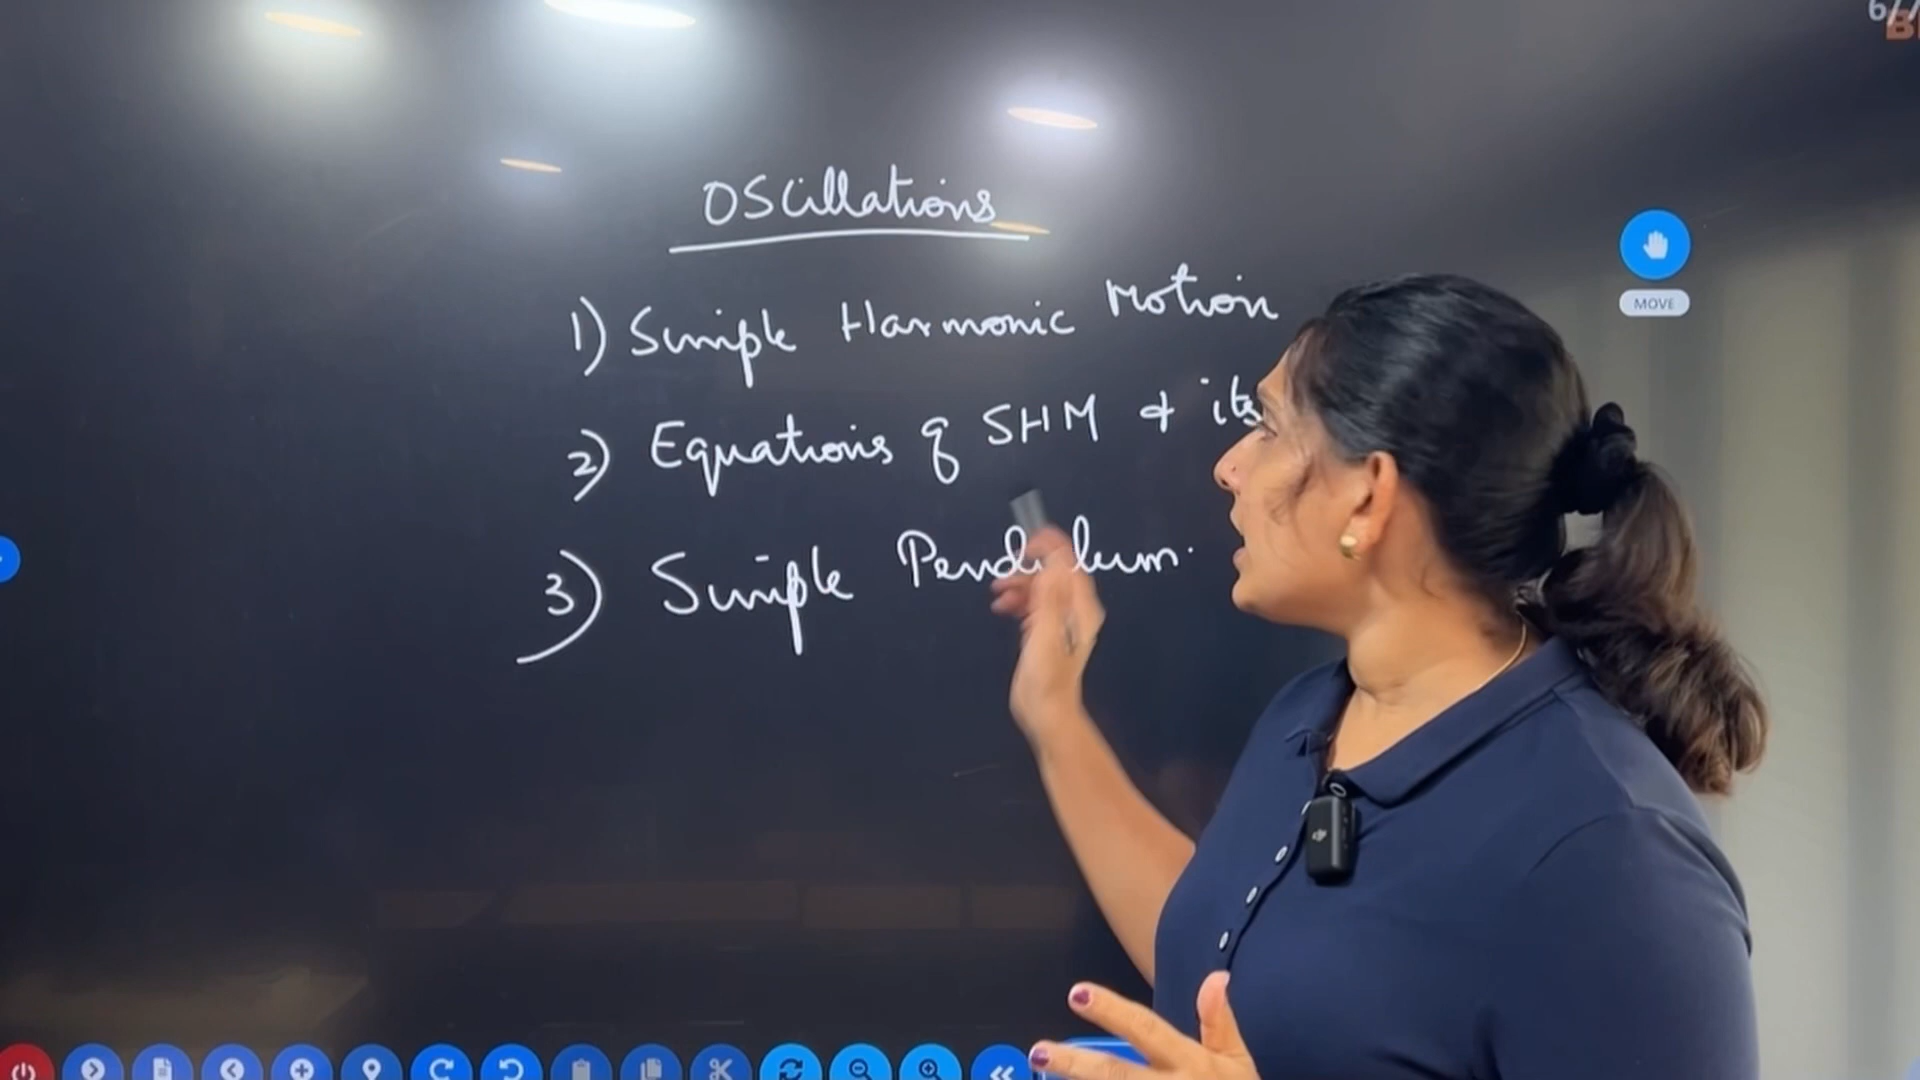 OSCillations
1) Simple Harmonic Motion
2) Equations of SHM & its
3) Simple Pendulum.
MOVE